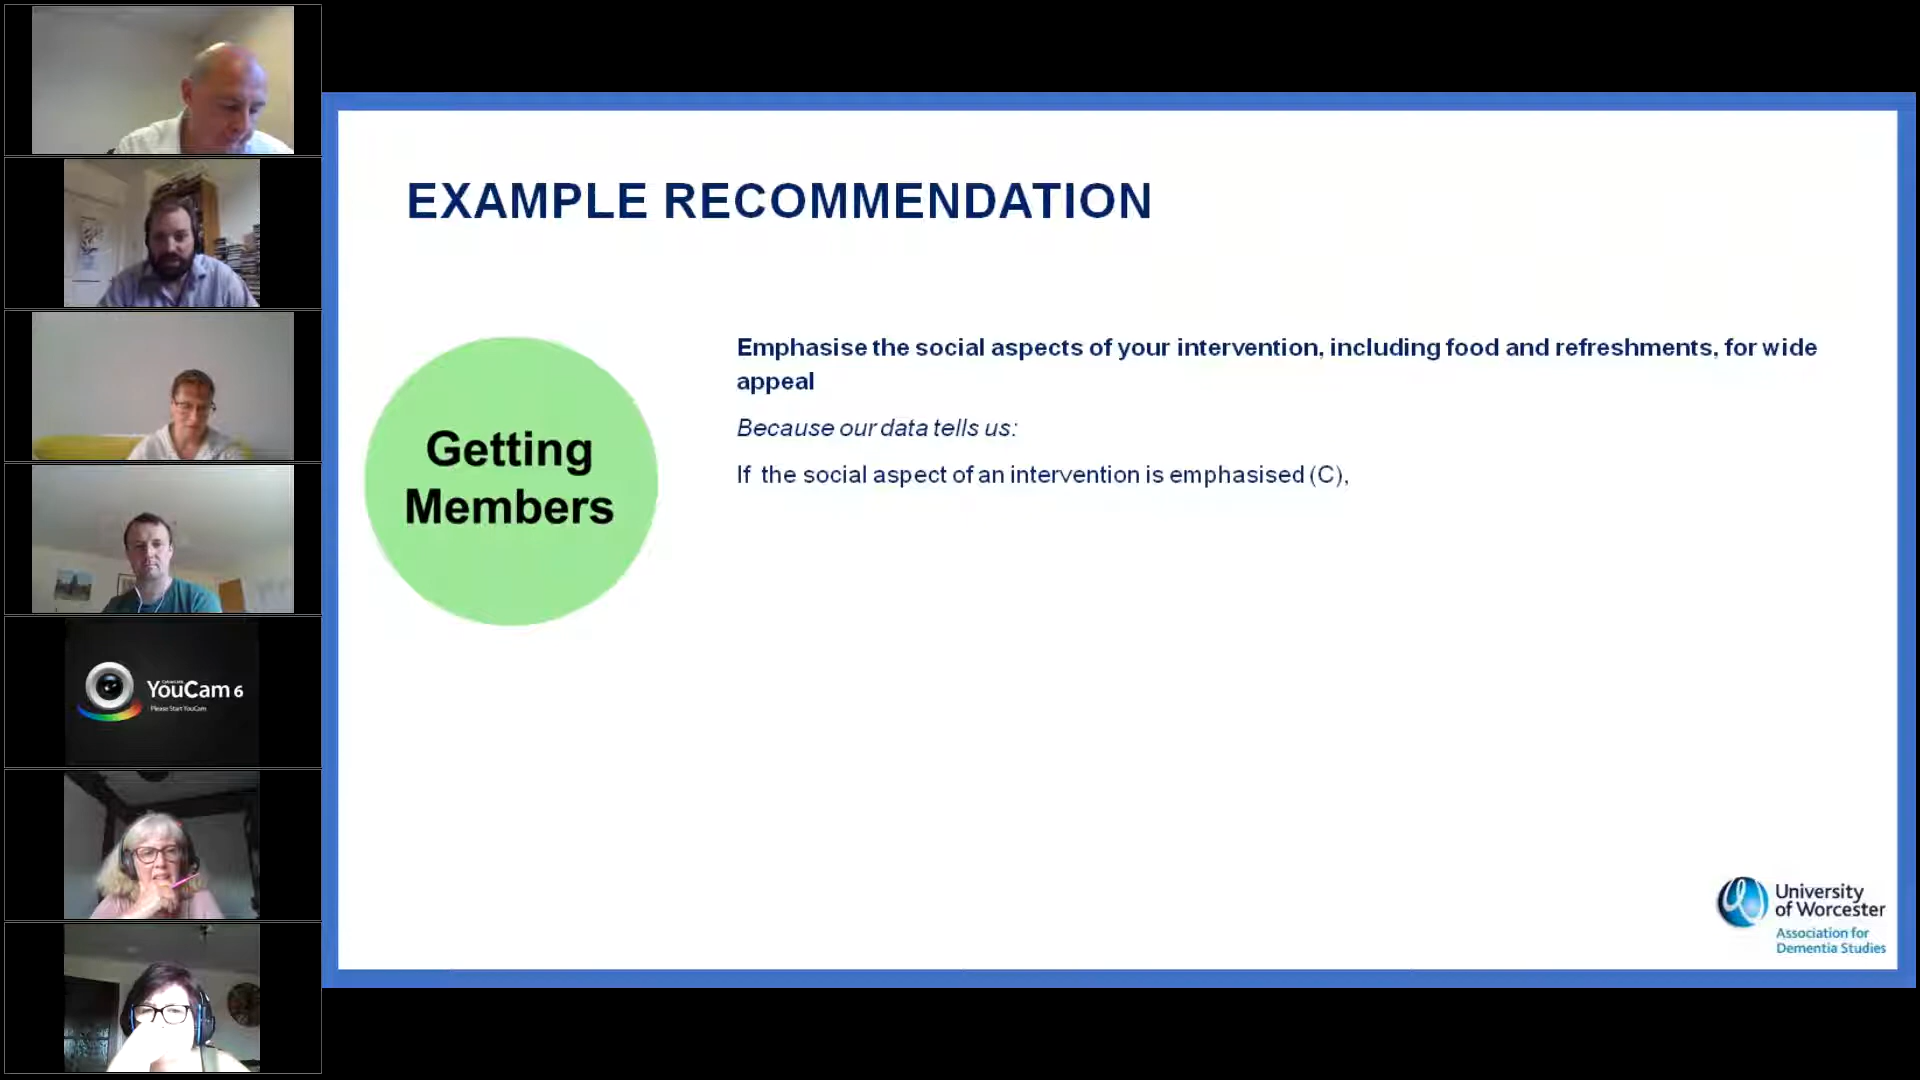 EXAMPLE RECOMMENDATION
Getting
Members
Emphasise the social aspects of your intervention, including food and refreshments, for wide
appeal
Because our data tells us:
If the social aspect of an intervention is emphasised (C),
YouCam 6
Please Start YouCam
University
of Worcester
Association for
Dementia Studies